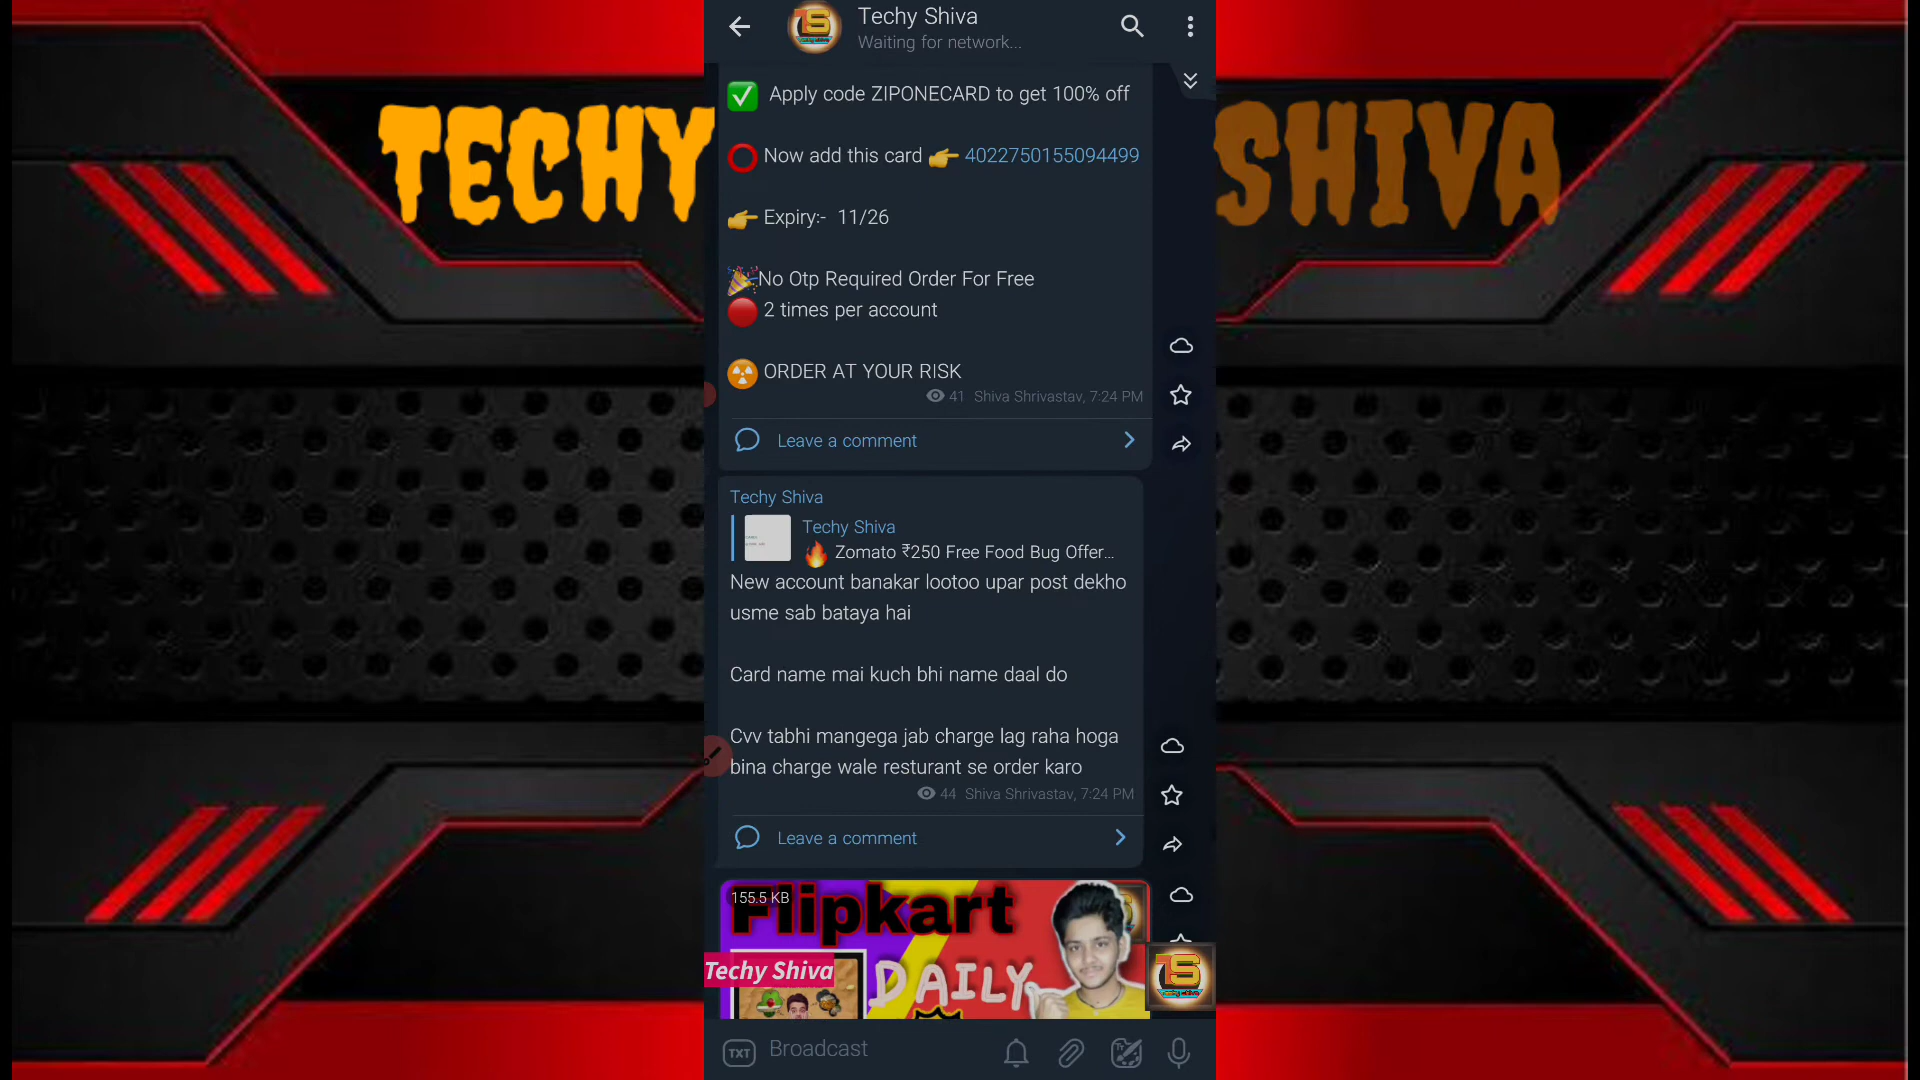 TECHY
SHIVA
Techy Shiva
Waiting for network...
Apply code ZIPONECARD to get 100% off
Now add this card 4022750155094499
Expiry:- 11/26
No Otp Required Order For Free
2 times per account
ORDER AT YOUR RISK
41 Shiva Shrivastav, 7:24 PM
Leave a comment
Techy Shiva
Techy Shiva
Zomato ₹250 Free Food Bug Offer...
New account banakar lootoo upar post dekho
usme sab bataya hai
Card name mai kuch bhi name daal do
Cvv tabhi mangega jab charge lag raha hoga
bina charge wale resturant se order karo
44 Shiva Shrivastav, 7:24 PM
Leave a comment
155.5 KB
Flipkart
Techy Shiva
DAILY
TXT Broadcast